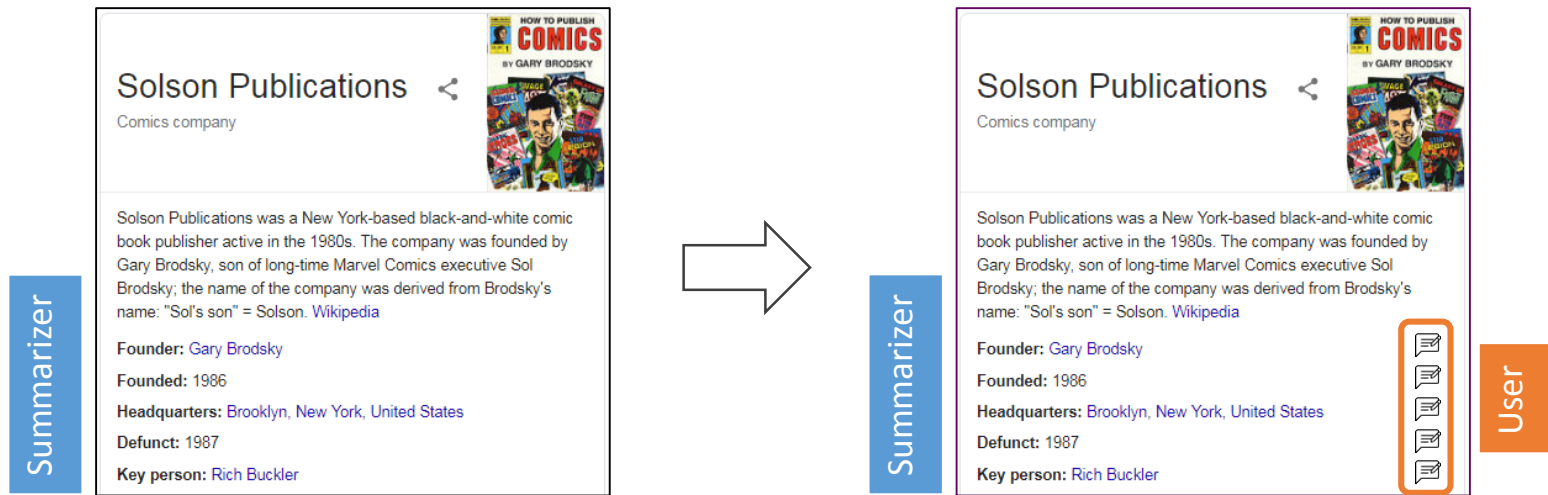 HOW TO PUBLISH
COMICS
BY GARY BRODSKY
Solson Publications
Comics company
Solson Publications was a New York-based black-and-white comic
book publisher active in the 1980s. The company was founded by
Gary Brodsky, son of long-time Marvel Comics executive Sol
Brodsky; the name of the company was derived from Brodsky's
name: "Sol's son" = Solson. Wikipedia
Founder: Gary Brodsky
Founded: 1986
Headquarters: Brooklyn, New York, United States
Defunct: 1987
Key person: Rich Buckler
Summarizer
HOW TO PUBLISH
COMICS
BY GARY BRODSKY
Solson Publications
Comics company
Solson Publications was a New York-based black-and-white comic
book publisher active in the 1980s. The company was founded by
Gary Brodsky, son of long-time Marvel Comics executive Sol
Brodsky; the name of the company was derived from Brodsky's
name: "Sol's son" = Solson. Wikipedia
Founder: Gary Brodsky
Founded: 1986
Headquarters: Brooklyn, New York, United States
Defunct: 1987
Key person: Rich Buckler
Summarizer
User